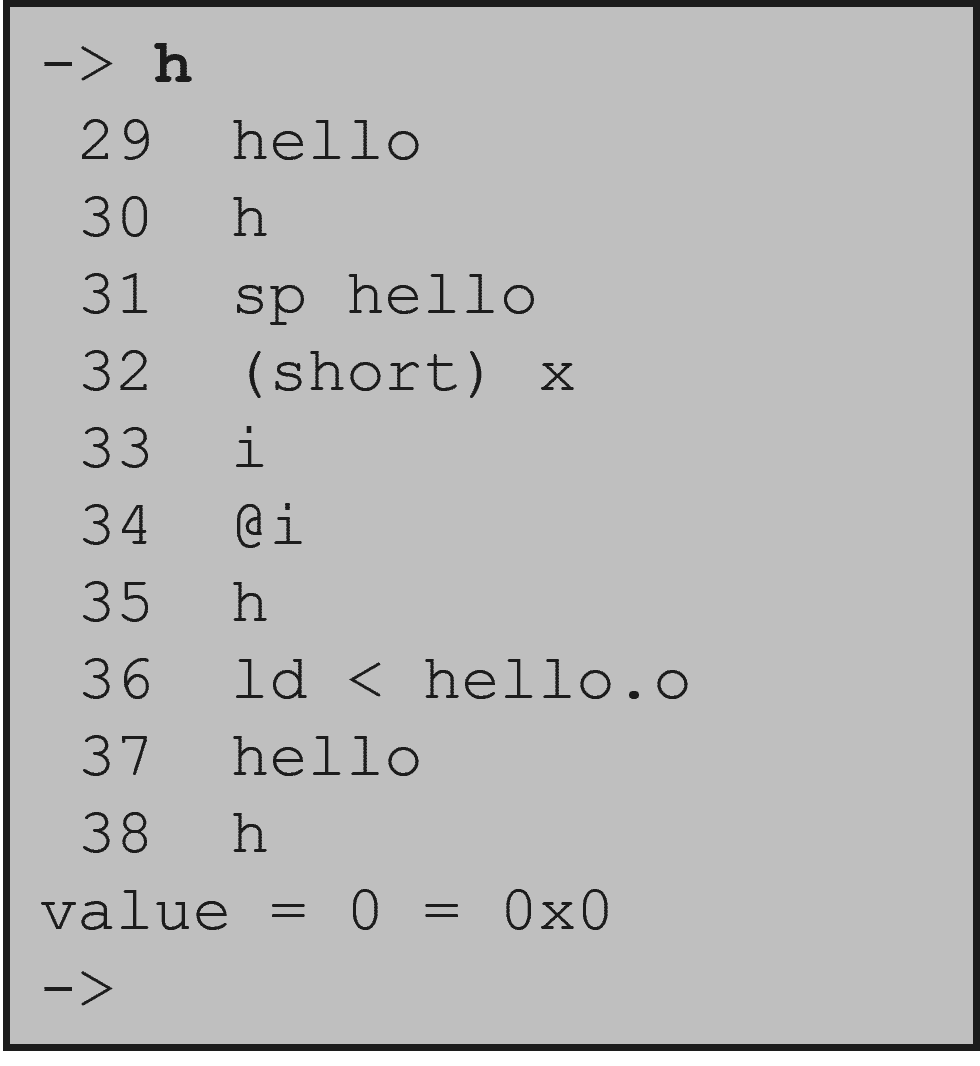 -> h
29  hello
30  h
31  sp hello
32  (short) x
33  i
34  @i
35  h
36  ld < hello.o
37  hello
38  h
value = 0 = 0x0
->